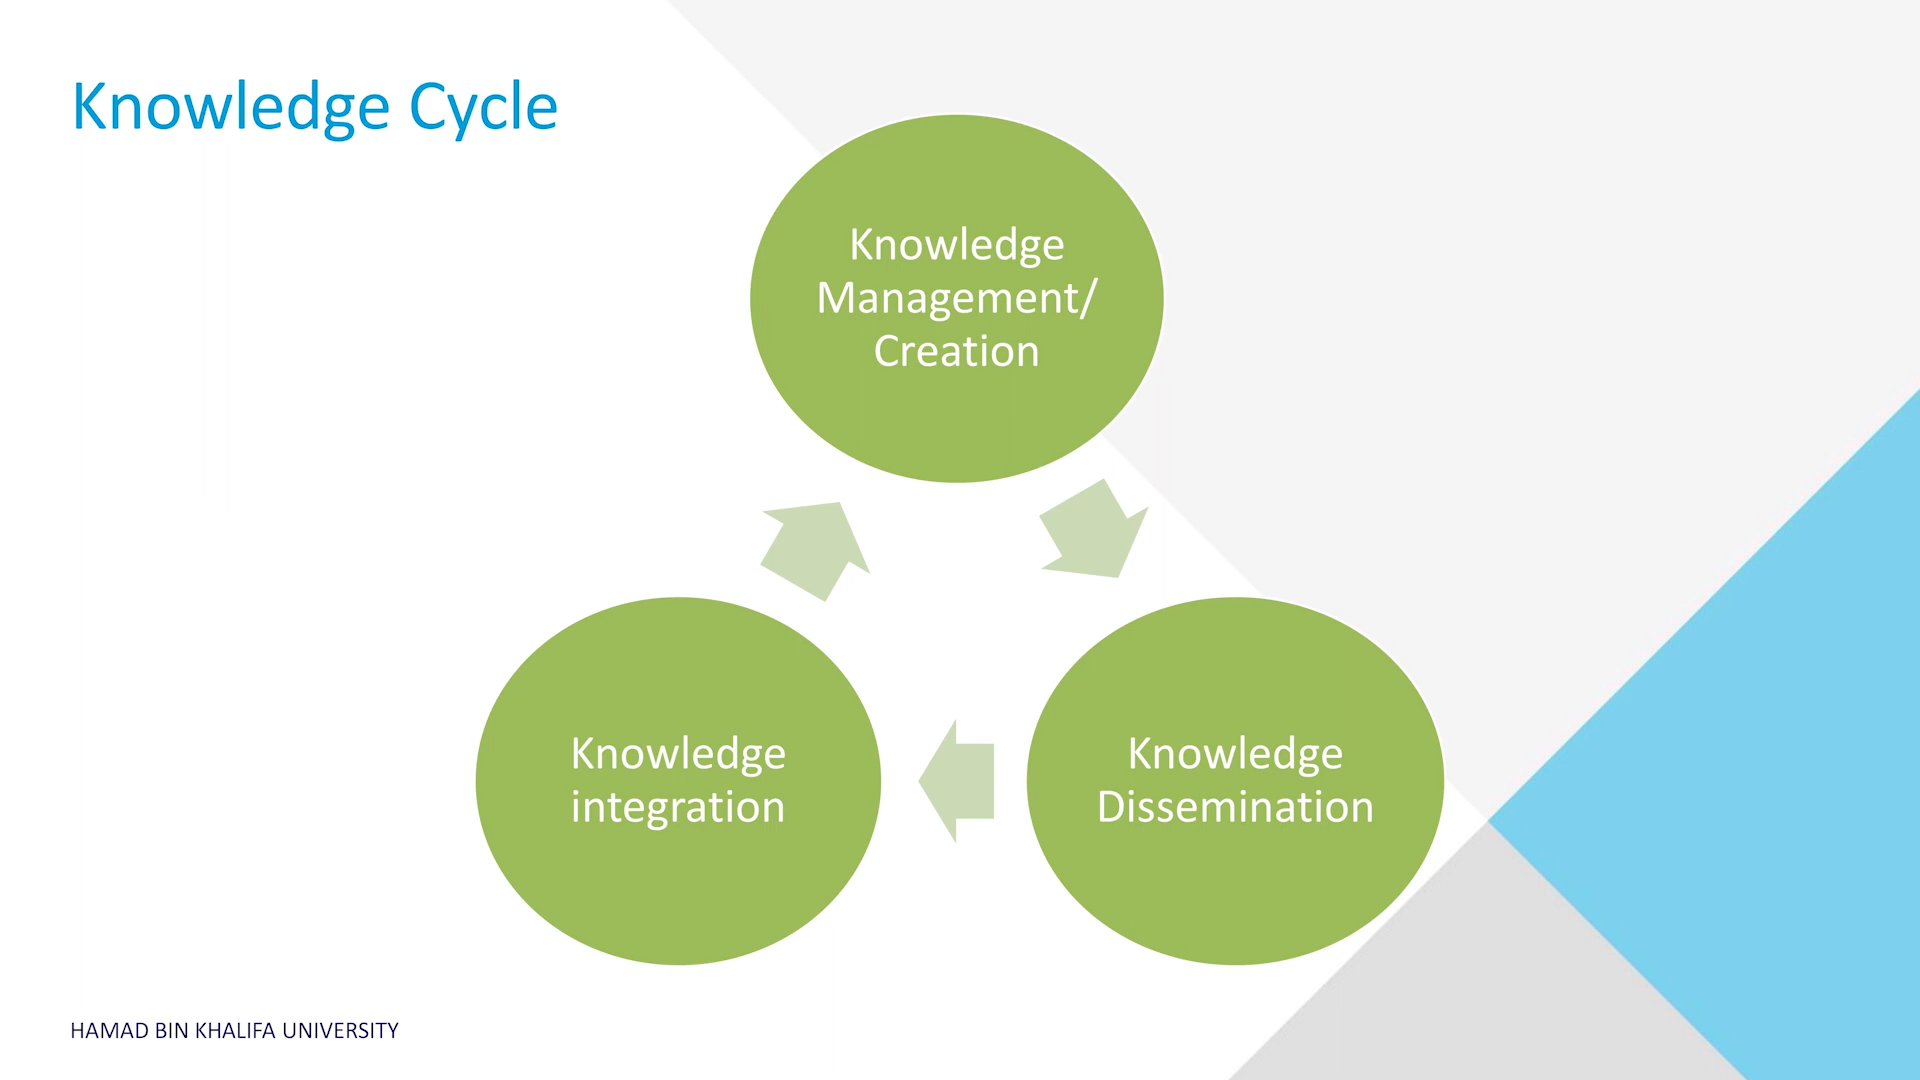 Knowledge Cycle
Knowledge
Management/
Creation
Knowledge
integration
Knowledge
Dissemination
HAMAD BIN KHALIFA UNIVERSITY